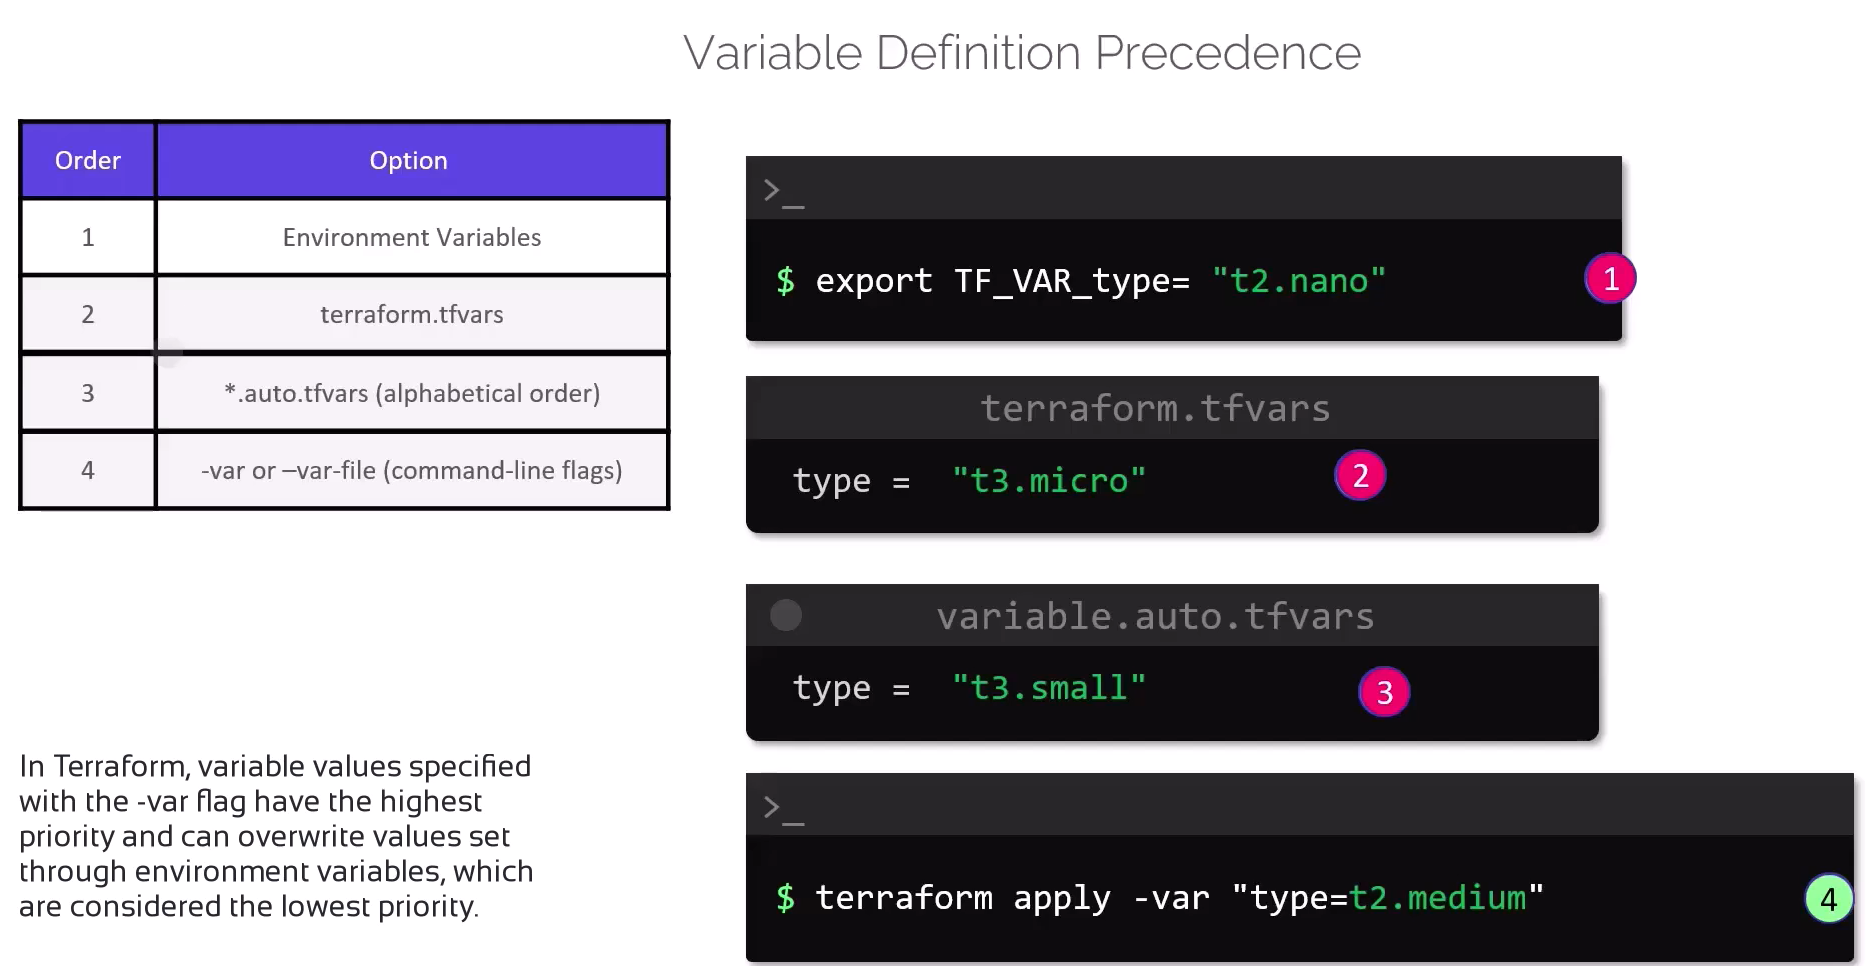 Variable Definition Precedence
Order Option
1 Environment Variables
2 terraform.tfvars
3 *.auto.tfvars (alphabetical order)
4 -var or –var-file (command-line flags)
In Terraform, variable values specified
with the -var flag have the highest
priority and can overwrite values set
through environment variables, which
are considered the lowest priority.
>_
$ export TF_VAR_type= "t2.nano"
1
terraform.tfvars
type = "t3.micro"
2
variable.auto.tfvars
type = "t3.small"
3
>_
$ terraform apply -var "type=t2.medium"
4